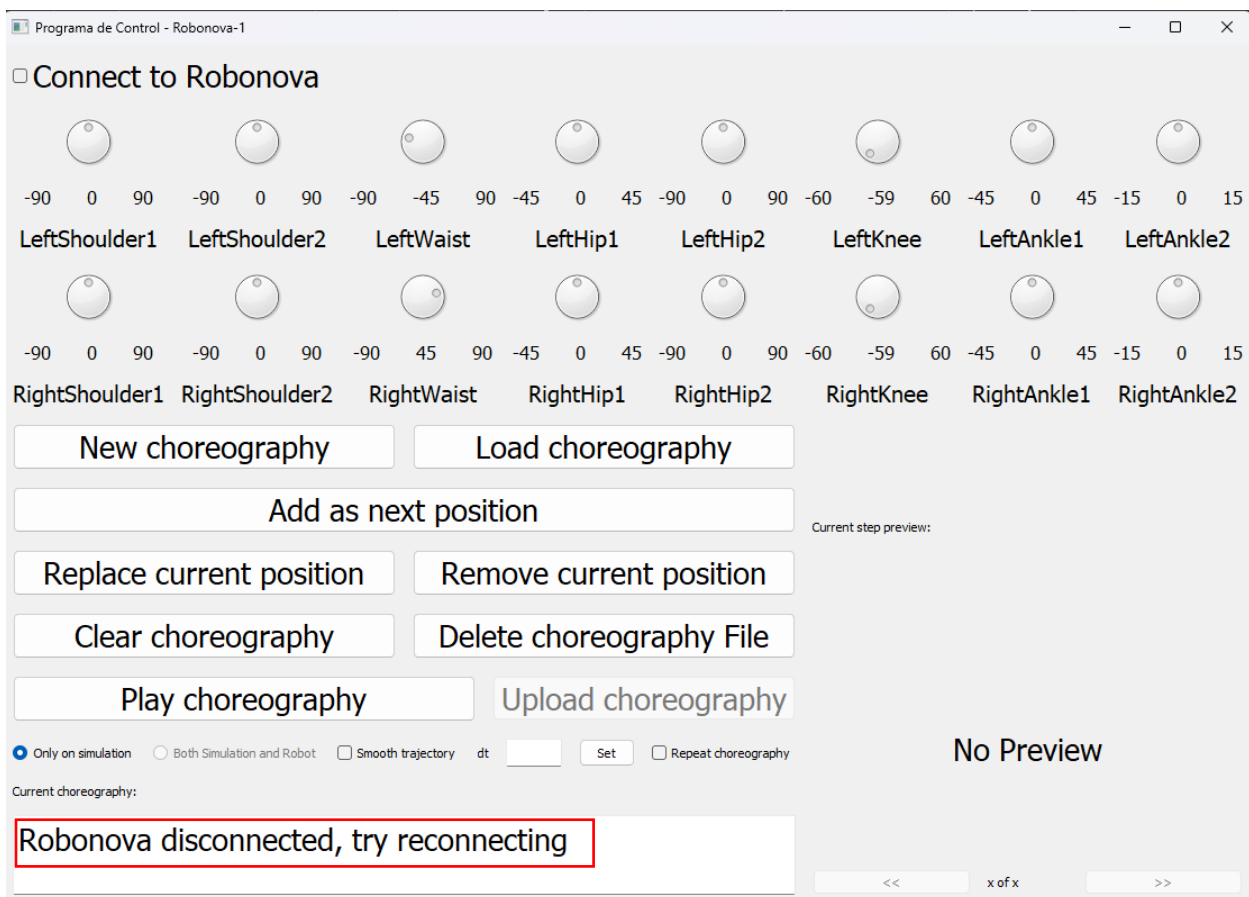 Programa de Control - Robonova-1
Connect to Robonova
-90 0 90 -90 0 90 -90 -45 90 -45 0 45 -90 0 90 -60 -59 60 -45 0 45 -15 0 15
LeftShoulder1 LeftShoulder2 LeftWaist LeftHip1 LeftHip2 LeftKnee LeftAnkle1 LeftAnkle2
-90 0 90 -90 0 90 -90 45 90 -45 0 45 -90 0 90 -60 -59 60 -45 0 45 -15 0 15
RightShoulder1 RightShoulder2 RightWaist RightHip1 RightHip2 RightKnee RightAnkle1 RightAnkle2
New choreography Load choreography
Add as next position
Current step preview:
Replace current position Remove current position
Clear choreography Delete choreography File
Play choreography Upload choreography
Only on simulation Both Simulation and Robot Smooth trajectory dt Set Repeat choreography
No Preview
Current choreography:
Robonova disconnected, try reconnecting
<< x of x >>